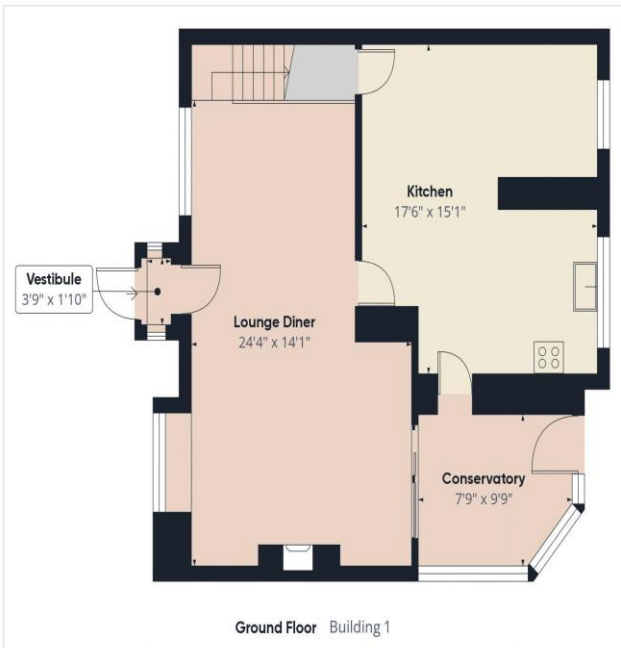 Kitchen
17'6" x 15'1"
Vestibule
3'9" x 1'10"
Lounge Diner
24'4" x 14'1"
Conservatory
7'9" x 9'9"
Ground Floor Building 1